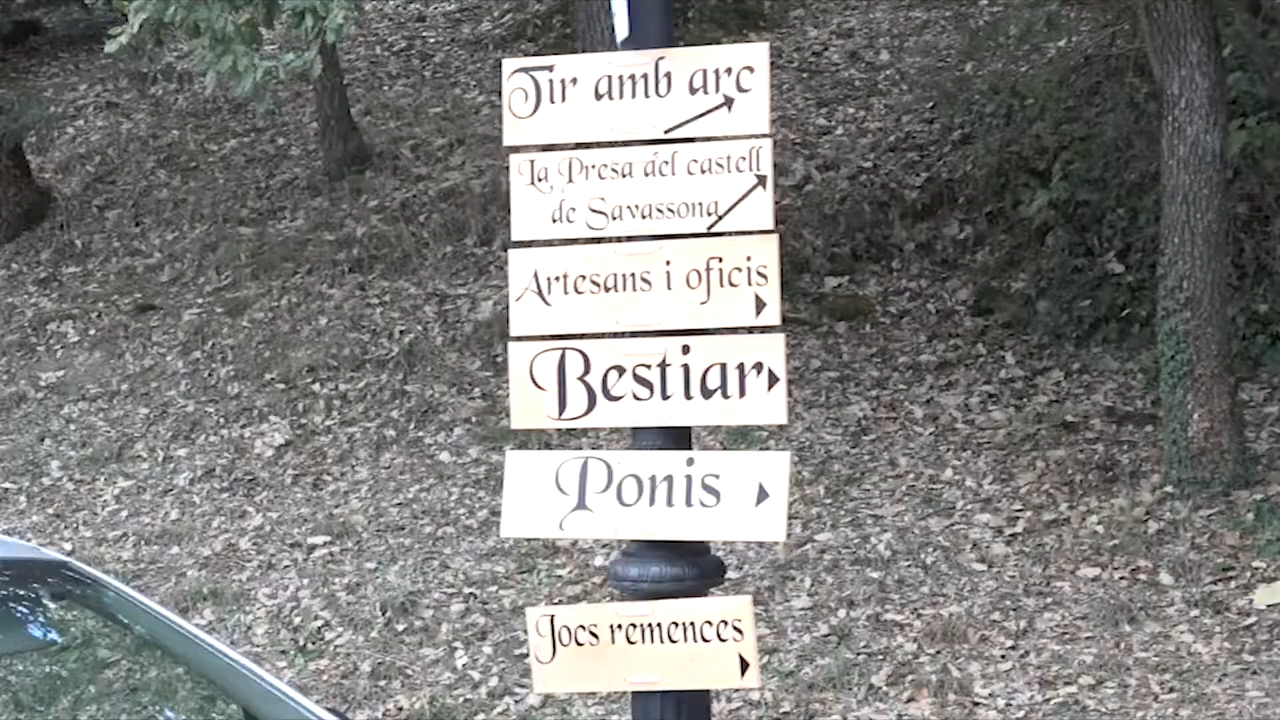 Tir amb arc
La Presa del castell
de Savassona
Artesans i oficis
Bestiar
Ponis
Jocs remences